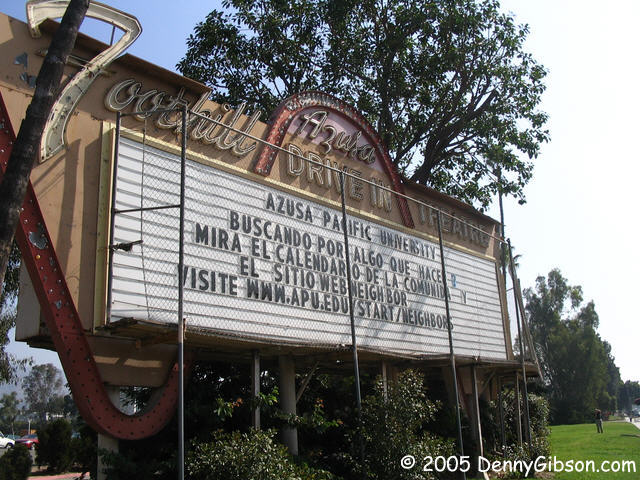 Foothill
Azusa
DRIVE IN THEATRE
AZUSA PACIFIC UNIVERSITY
BUSCANDO POR ALGO QUE HACER
MIRA EL CALENDARIO DE LA COMUNIDAD Y
EL SITIO WEB NEIGHBOR
VISITE WWW.APU.EDU/START/NEIGHBORS
© 2005 DennyGibson.com